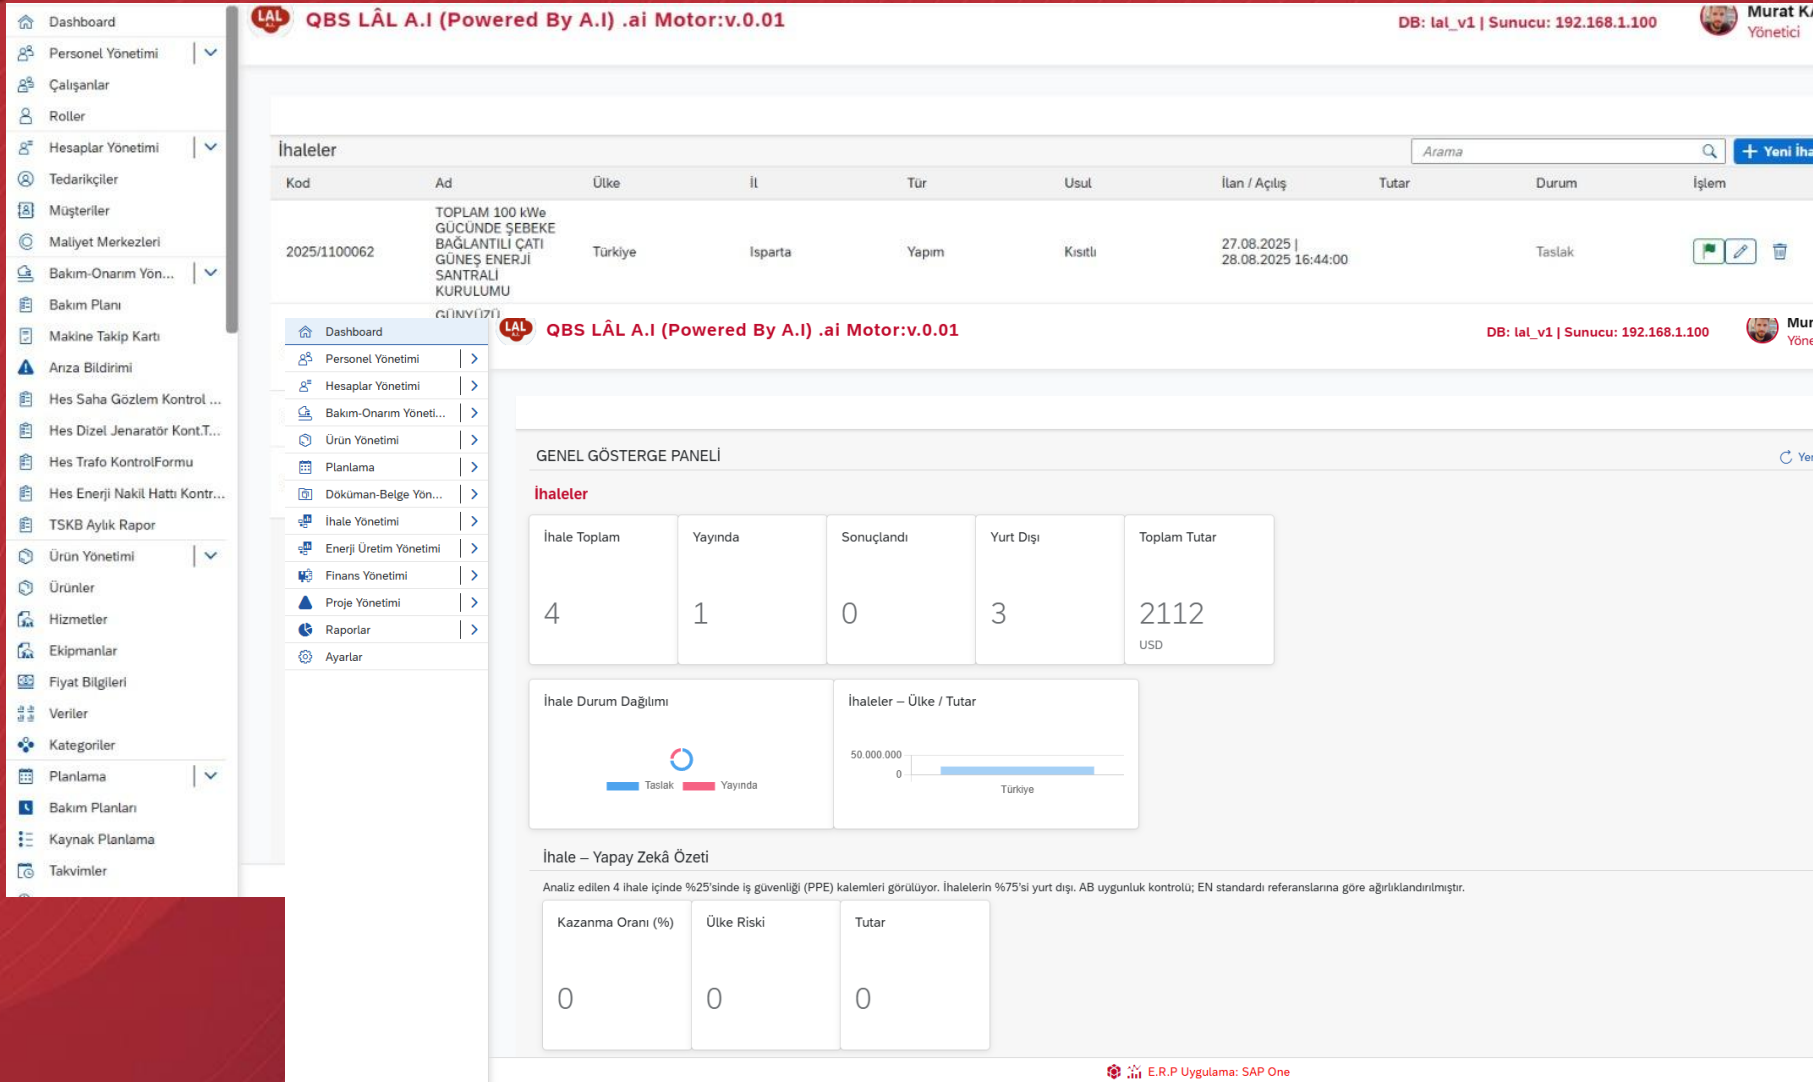 Dashboard
Personel Yönetimi
Çalışanlar
Roller
Hesaplar Yönetimi
Tedarikçiler
Müşteriler
Maliyet Merkezleri
Bakım-Onarım Yön...
Bakım Planı
Makine Takip Kartı
Arıza Bildirimi
Hes Saha Gözlem Kontrol ...
Hes Dizel Jenaratör Kont.T...
Hes Trafo KontrolFormu
Hes Enerji Nakil Hattı Kontr...
TSKB Aylık Rapor
Ürün Yönetimi
Ürünler
Hizmetler
Ekipmanlar
Fiyat Bilgileri
Veriler
Kategoriler
Planlama
Bakım Planları
Kaynak Planlama
Takvimler
LAL
QBS LÂL A.I (Powered By A.I) .ai Motor:v.0.01
DB: lal_v1 | Sunucu: 192.168.1.100
Murat KA
Yönetici
İhaleler
Arama
+ Yeni İha
Kod Ad Ülke İl Tür Usul İlan / Açılış Tutar Durum İşlem
TOPLAM 100 kWe
GÜCÜNDE ŞEBEKE
BAĞLANTILI ÇATI
GÜNEŞ ENERJİ
SANTRALİ
KURULUMU
2025/1100062 Türkiye Isparta Yapım Kısıtlı
27.08.2025 |
28.08.2025 16:44:00
Taslak
GÜNYÜZÜ
Dashboard
Personel Yönetimi
Hesaplar Yönetimi
Bakım-Onarım Yöneti...
Ürün Yönetimi
Planlama
Döküman-Belge Yön...
İhale Yönetimi
Enerji Üretim Yönetimi
Finans Yönetimi
Proje Yönetimi
Raporlar
Ayarlar
LAL
QBS LÂL A.I (Powered By A.I) .ai Motor:v.0.01
DB: lal_v1 | Sunucu: 192.168.1.100
Mur
Yöne
GENEL GÖSTERGE PANELİ
Yer
İhaleler
İhale Toplam Yayında Sonuçlandı Yurt Dışı Toplam Tutar
4 1 0 3 2112
USD
İhale Durum Dağılımı
Taslak Yayında
İhaleler – Ülke / Tutar
50.000.000
0
Türkiye
İhale – Yapay Zekâ Özeti
Analiz edilen 4 ihale içinde %25'sinde iş güvenliği (PPE) kalemleri görülüyor. İhalelerin %75'si yurt dışı. AB uygunluk kontrolü; EN standardı referanslarına göre ağırlıklandırılmıştır.
Kazanma Oranı (%) Ülke Riski Tutar
0 0 0
E.R.P Uygulama: SAP One